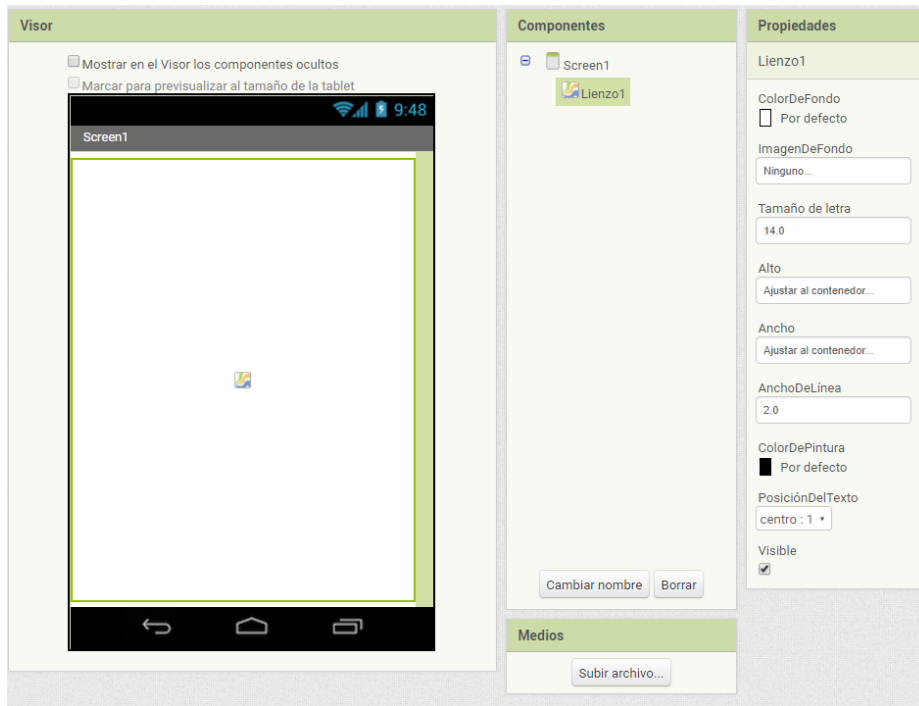 Visor
Mostrar en el Visor los componentes ocultos
Marcar para previsualizar al tamaño de la tablet
9:48
Screen1
Componentes
Screen1
Lienzo1
Cambiar nombre
Borrar
Medios
Subir archivo...
Propiedades
Lienzo1
ColorDeFondo
Por defecto
ImagenDeFondo
Ninguno...
Tamaño de letra
14.0
Alto
Ajustar al contenedor...
Ancho
Ajustar al contenedor...
AnchoDeLínea
2.0
ColorDePintura
Por defecto
PosiciónDelTexto
centro : 1
Visible